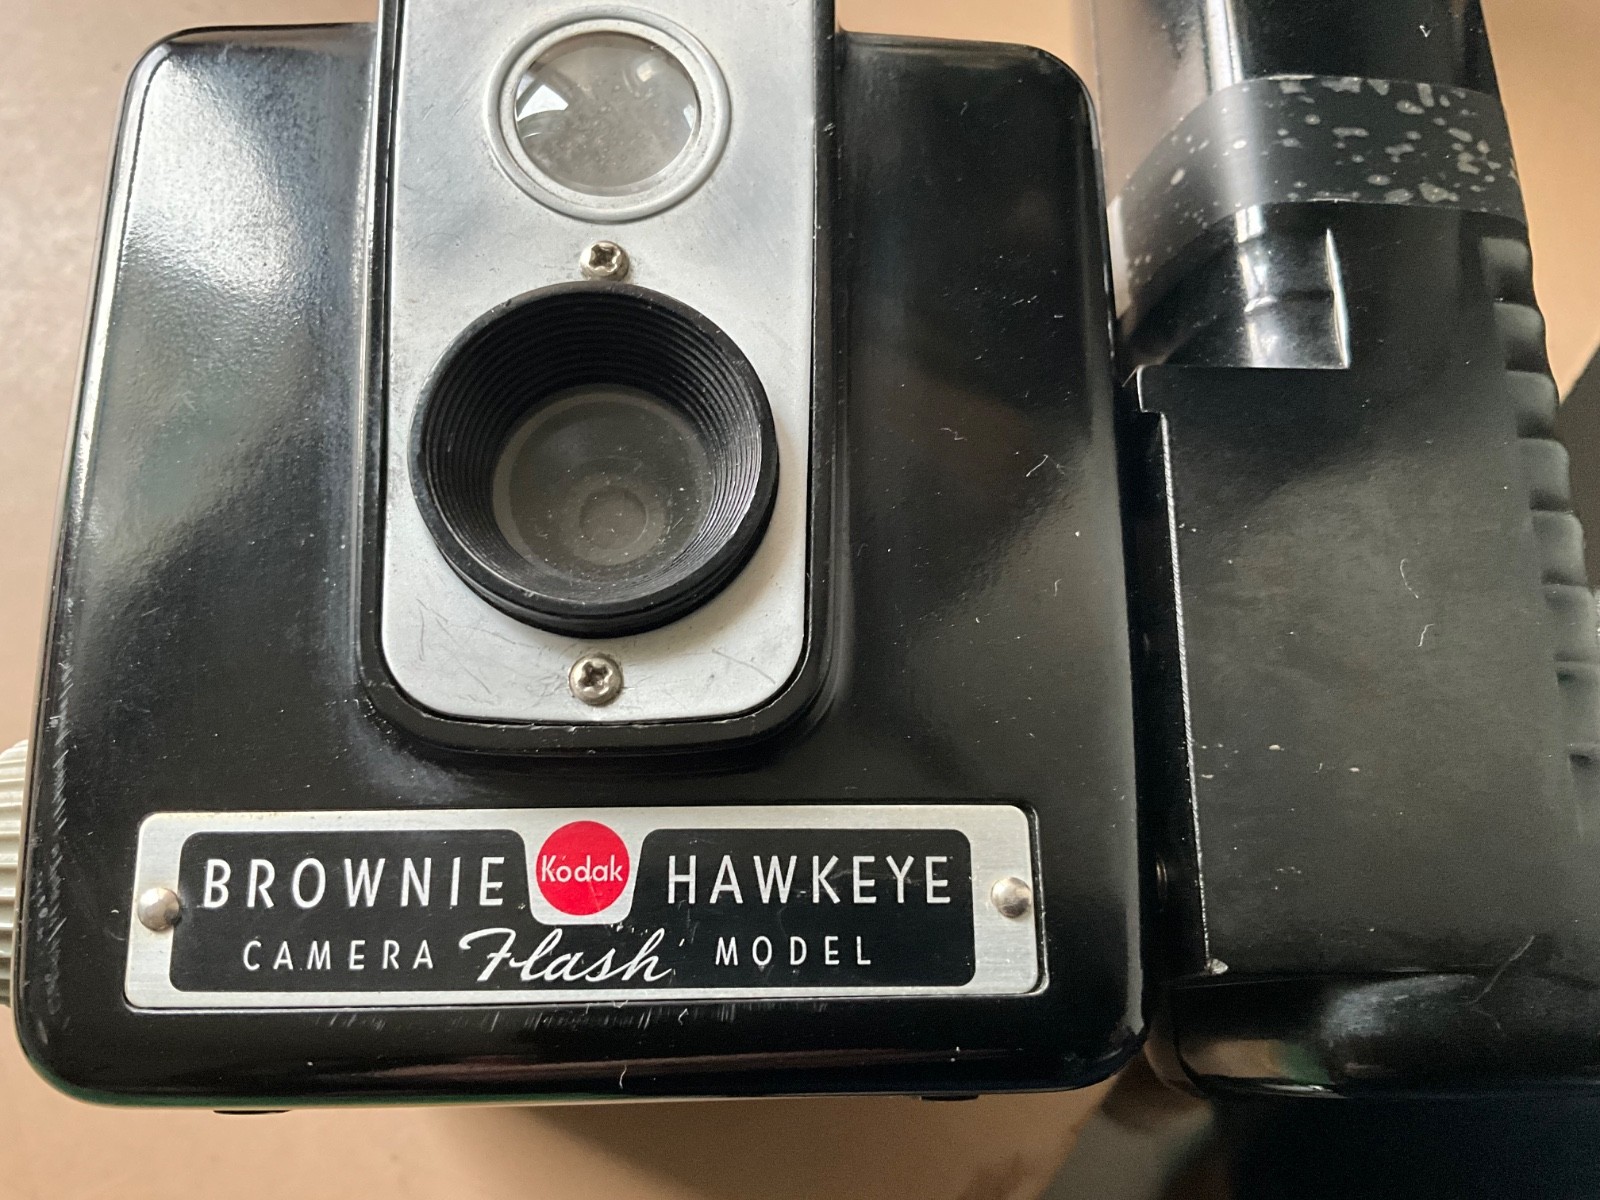 BROWNIE Kodak HAWKEYE
CAMERA Flash MODEL